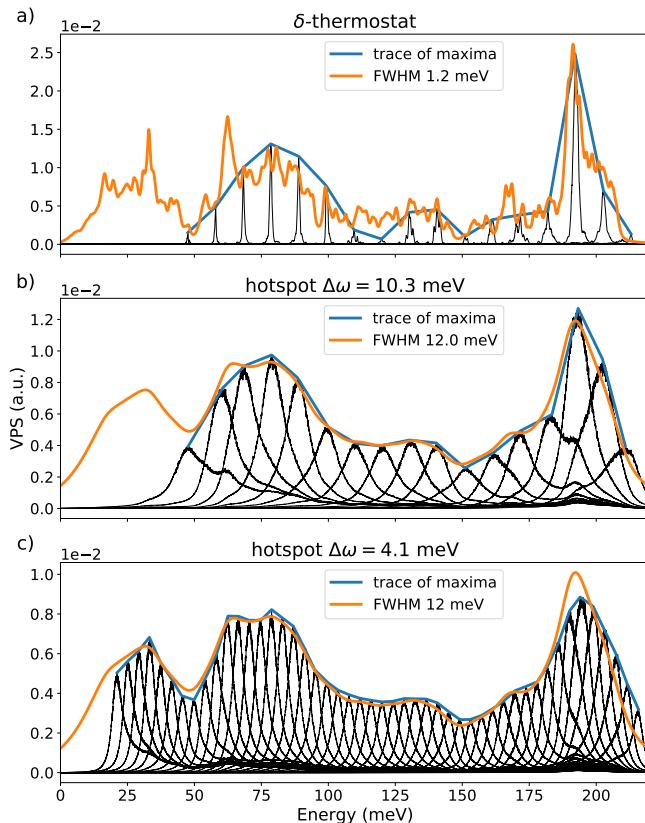 a)
δ-thermostat
1e−2
trace of maxima
FWHM 1.2 meV
2.5
2.0
1.5
1.0
0.5
0.0
b)
hotspot Δω = 10.3 meV
1e−2
trace of maxima
FWHM 12.0 meV
1.2
1.0
0.8
0.6
0.4
0.2
0.0
VPS (a.u.)
c)
hotspot Δω = 4.1 meV
1e−2
trace of maxima
FWHM 12 meV
1.0
0.8
0.6
0.4
0.2
0.0
0 25 50 75 100 125 150 175 200
Energy (meV)